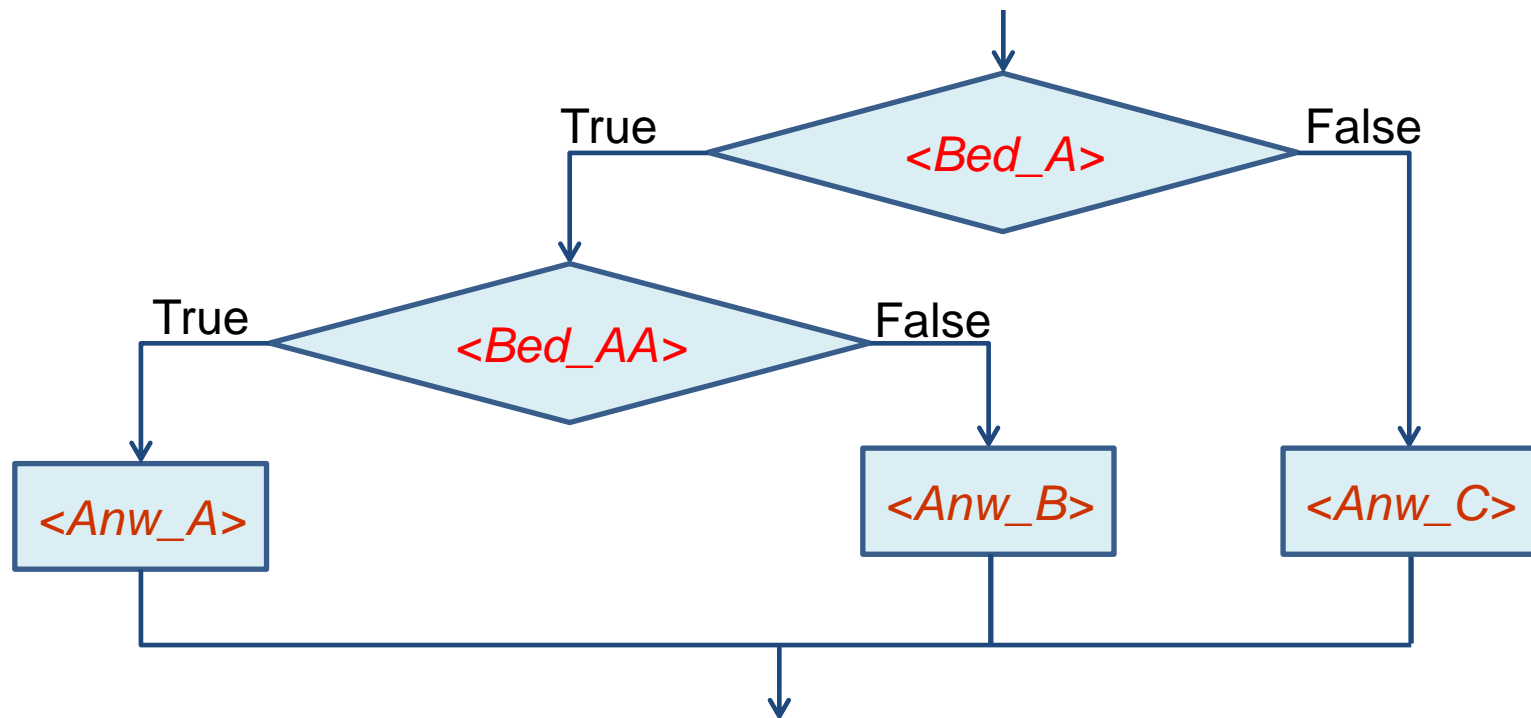 True
False
<Bed_A>
True
False
<Bed_AA>
<Anw_A>
<Anw_B>
<Anw_C>